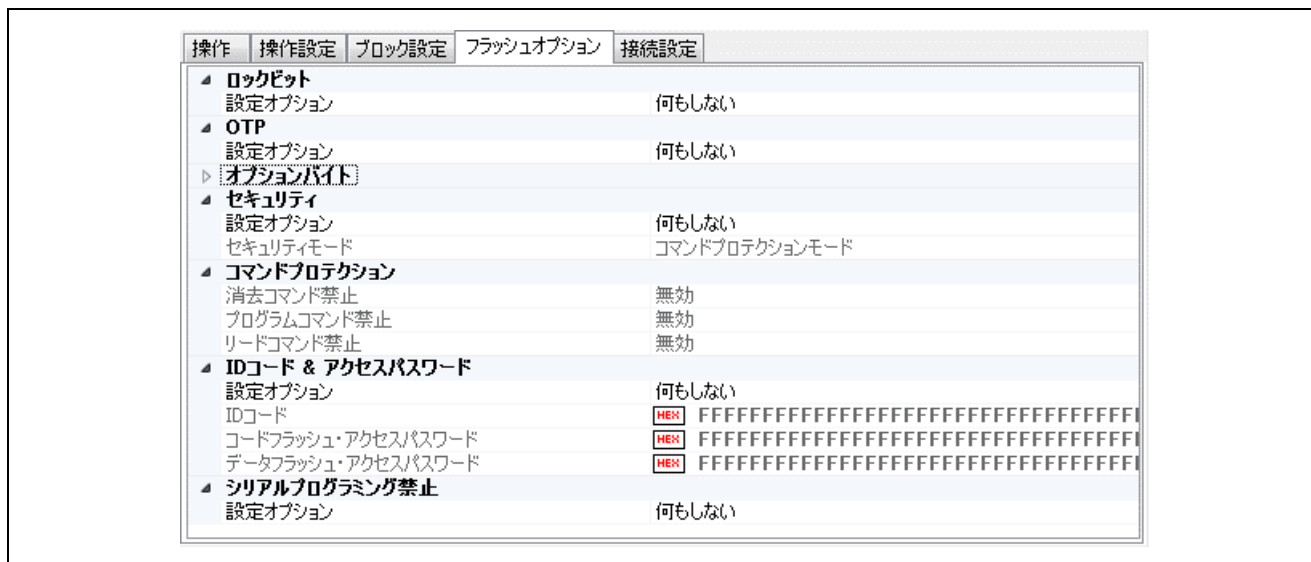 操作 操作設定 ブロック設定 フラッシュオプション 接続設定
ロックビット
設定オプション 何もしない
OTP
設定オプション 何もしない
オプションバイト
セキュリティ
設定オプション 何もしない
セキュリティモード コマンドプロテクションモード
コマンドプロテクション
消去コマンド禁止 無効
プログラムコマンド禁止 無効
リードコマンド禁止 無効
IDコード & アクセスパスワード
設定オプション 何もしない
IDコード HEX FFFFFFFFFFFFFFFFFFFFFFFFFFFFFFFFFF
コードフラッシュ・アクセスパスワード HEX FFFFFFFFFFFFFFFFFFFFFFFFFFFFFFFFFF
データフラッシュ・アクセスパスワード HEX FFFFFFFFFFFFFFFFFFFFFFFFFFFFFFFFFF
シリアルプログラミング禁止
設定オプション 何もしない